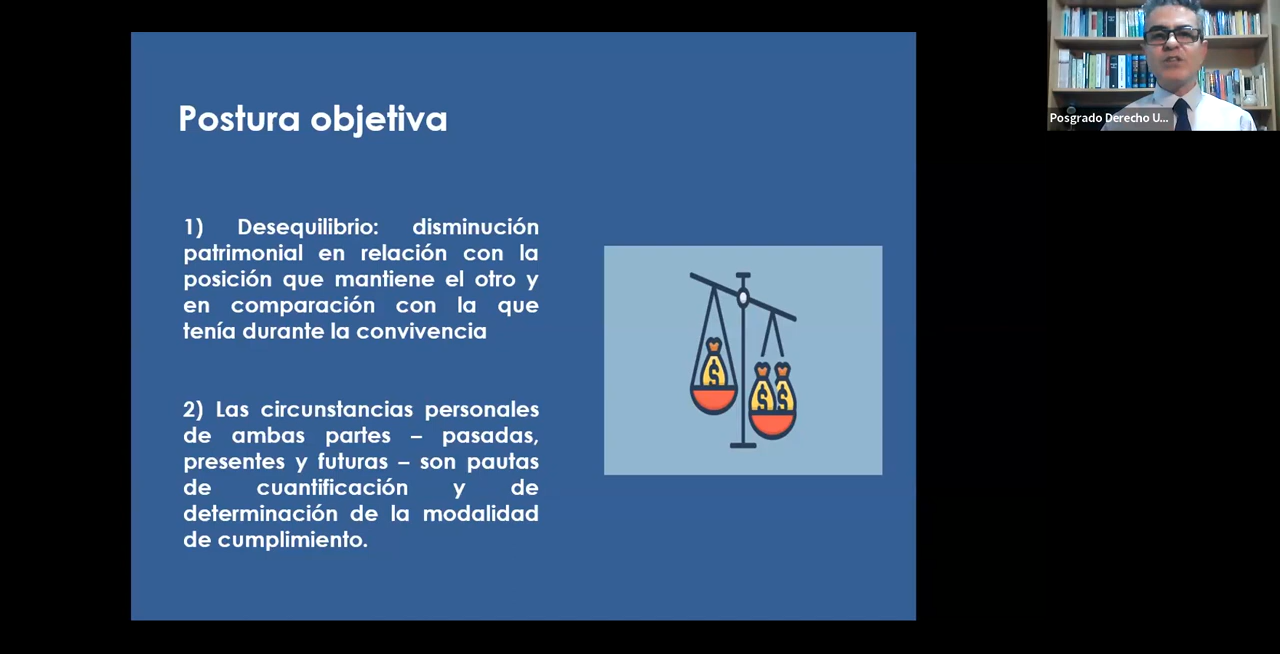 Postura objetiva
1) Desequilibrio: disminución
patrimonial en relación con la
posición que mantiene el otro y
en comparación con la que
tenía durante la convivencia
2) Las circunstancias personales
de ambas partes – pasadas,
presentes y futuras – son pautas
de cuantificación y de
determinación de la modalidad
de cumplimiento.
$
$ $
Posgrado Derecho U...